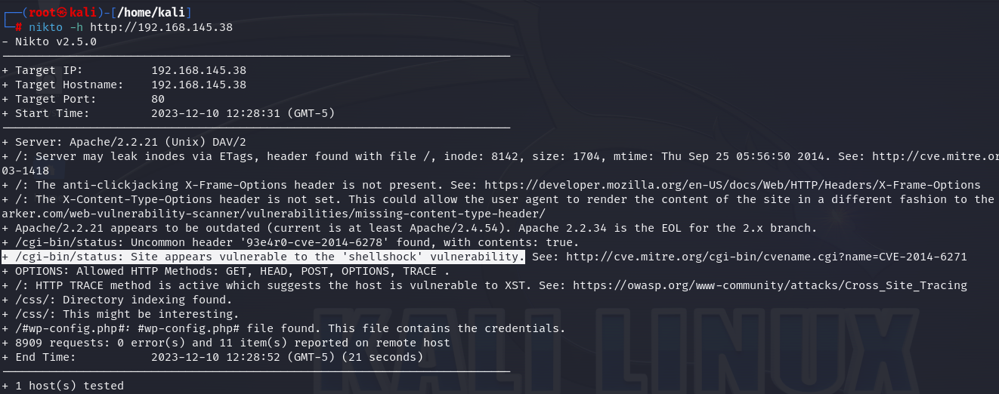 ┌──(root㉿kali)-[/home/kali]
└─# nikto -h http://192.168.145.38
- Nikto v2.5.0
---------------------------------------------------------------------------
+ Target IP:          192.168.145.38
+ Target Hostname:    192.168.145.38
+ Target Port:        80
+ Start Time:         2023-12-10 12:28:31 (GMT-5)
---------------------------------------------------------------------------
+ Server: Apache/2.2.21 (Unix) DAV/2
+ /: Server may leak inodes via ETags, header found with file /, inode: 8142, size: 1704, mtime: Thu Sep 25 05:56:50 2014. See: http://cve.mitre.or
03-1418
+ /: The anti-clickjacking X-Frame-Options header is not present. See: https://developer.mozilla.org/en-US/docs/Web/HTTP/Headers/X-Frame-Options
+ /: The X-Content-Type-Options header is not set. This could allow the user agent to render the content of the site in a different fashion to the
arker.com/web-vulnerability-scanner/vulnerabilities/missing-content-type-header/
+ Apache/2.2.21 appears to be outdated (current is at least Apache/2.4.54). Apache 2.2.34 is the EOL for the 2.x branch.
+ /cgi-bin/status: Uncommon header '93e4r0-cve-2014-6278' found, with contents: true.
+ /cgi-bin/status: Site appears vulnerable to the 'shellshock' vulnerability. See: http://cve.mitre.org/cgi-bin/cvename.cgi?name=CVE-2014-6271
+ OPTIONS: Allowed HTTP Methods: GET, HEAD, POST, OPTIONS, TRACE .
+ /: HTTP TRACE method is active which suggests the host is vulnerable to XST. See: https://owasp.org/www-community/attacks/Cross_Site_Tracing
+ /css/: Directory indexing found.
+ /css/: This might be interesting.
+ /#wp-config.php#: #wp-config.php# file found. This file contains the credentials.
+ 8909 requests: 0 error(s) and 11 item(s) reported on remote host
+ End Time:           2023-12-10 12:28:52 (GMT-5) (21 seconds)
---------------------------------------------------------------------------
+ 1 host(s) tested
KALI LINUX